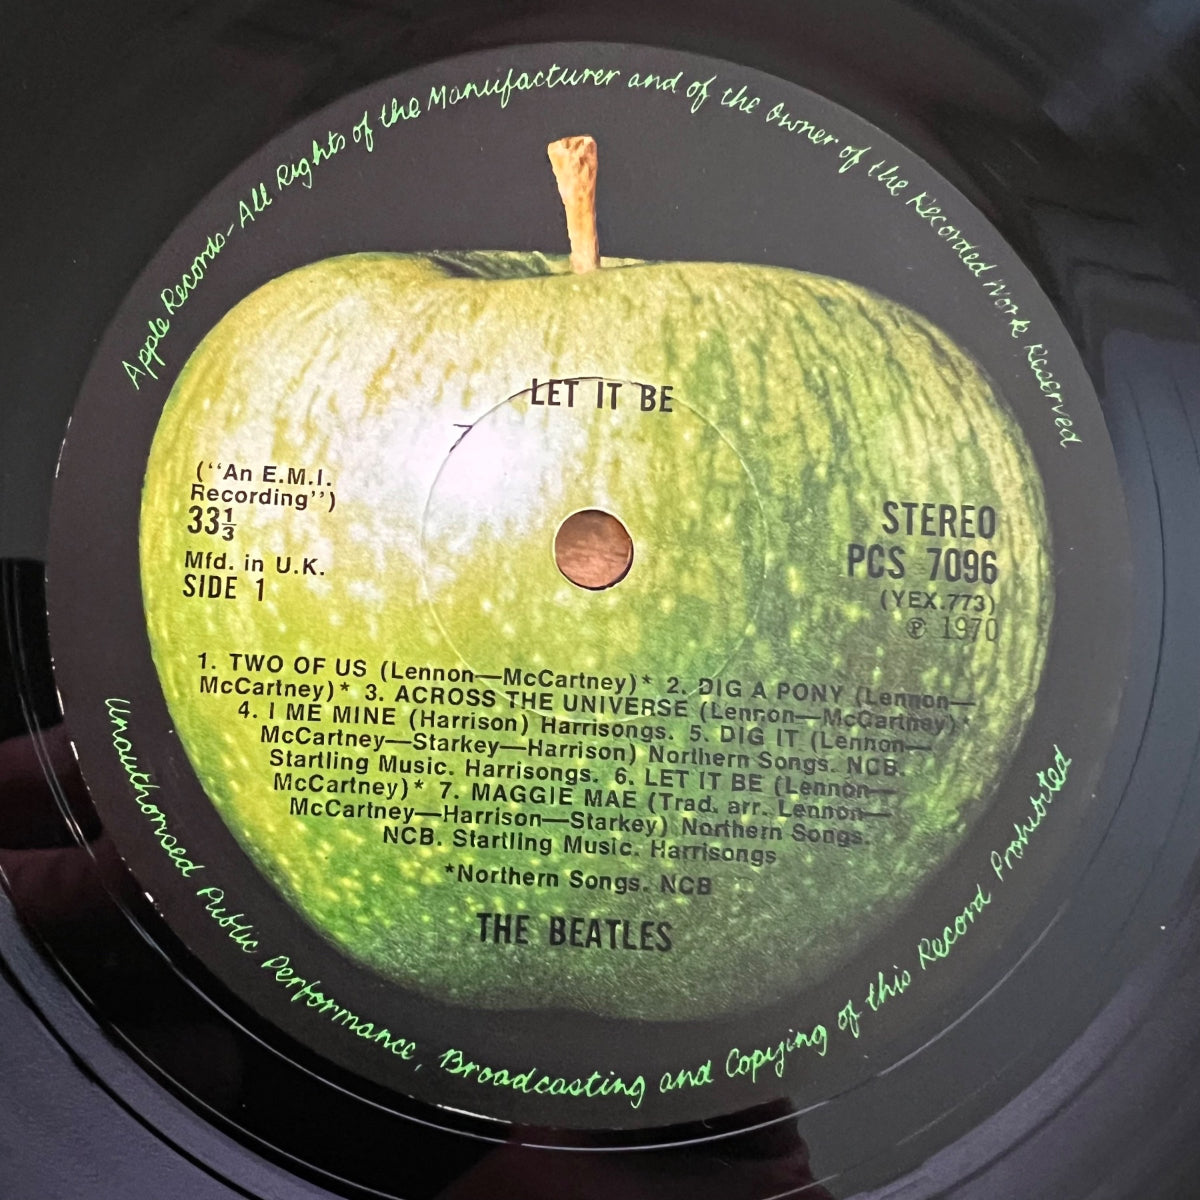 Apple Records-All Rights of the Manufacturer and of the Owner of the Recorded Work Reserved
LET IT BE
(“An E.M.I.
Recording”)
33⅓
Mfd. in U.K.
SIDE 1
STEREO
PCS 7096
(YEX.773)
℗ 1970
1. TWO OF US (Lennon—McCartney)* 2. DIG A PONY (Lennon—
McCartney)* 3. ACROSS THE UNIVERSE (Lennon—McCartney)*
4. I ME MINE (Harrison) Harrisongs. 5. DIG IT (Lennon—
McCartney—Starkey—Harrison) Northern Songs. NCB.
Startling Music. Harrisongs. 6. LET IT BE (Lennon—
McCartney)* 7. MAGGIE MAE (Trad. arr. Lennon—
McCartney—Harrison—Starkey) Northern Songs.
NCB. Startling Music. Harrisongs
*Northern Songs. NCB
THE BEATLES
Unauthorised Public Performance, Broadcasting and Copying of this Record Prohibited